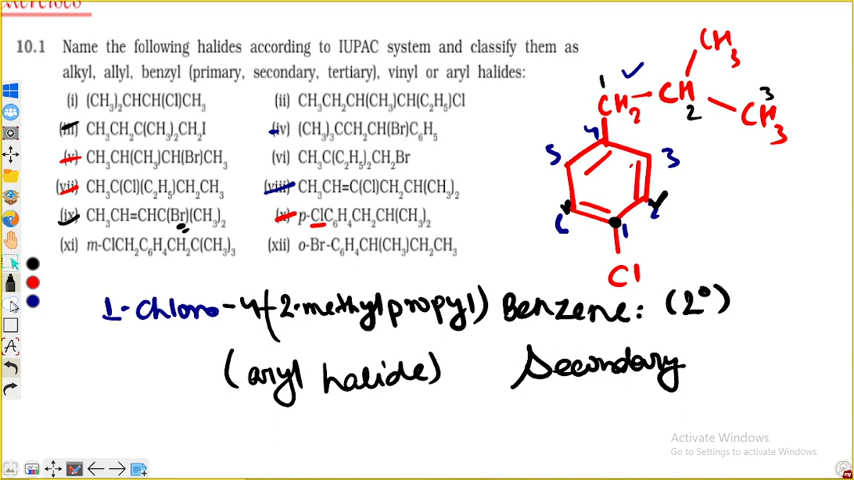 Exercises
10.1 Name the following halides according to IUPAC system and classify them as
alkyl, allyl, benzyl (primary, secondary, tertiary), vinyl or aryl halides:
(i) (CH₃)₂CHCH(Cl)CH₃ (ii) CH₃CH₂CH(CH₃)CH(C₂H₅)Cl
(iii) CH₃CH₂C(CH₃)₂CH₂I (iv) (CH₃)₃CCH₂CH(Br)C₆H₅
(v) CH₃CH(CH₃)CH(Br)CH₃ (vi) CH₃C(C₂H₅)₂CH₂Br
(vii) CH₃C(Cl)(C₂H₅)CH₂CH₃ (viii) CH₃CH=C(Cl)CH₂CH(CH₃)₂
(ix) CH₃CH=CHC(Br)(CH₃)₂ (x) p-ClC₆H₄CH₂CH(CH₃)₂
(xi) m-ClCH₂C₆H₄CH₂C(CH₃)₃ (xii) o-Br-C₆H₄CH(CH₃)CH₂CH₃
CH₃
1 CH₂ - CH 2 3 CH₃
4
5 3
6 2
1
Cl
1-chloro-4(-2-methylpropyl) Benzene: (2°)
(aryl halide) Secondary
Activate Windows
Go to Settings to activate Windows.